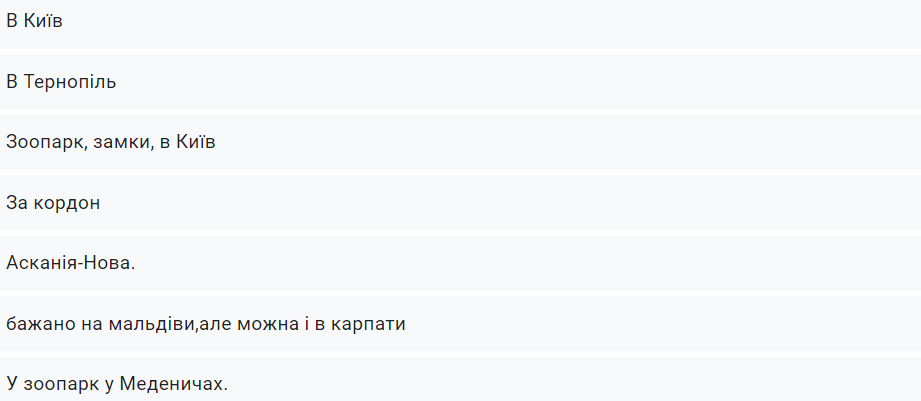 В Київ
В Тернопіль
Зоопарк, замки, в Київ
За кордон
Асканія-Нова.
бажано на мальдіви,але можна і в карпати
У зоопарк у Меденичах.